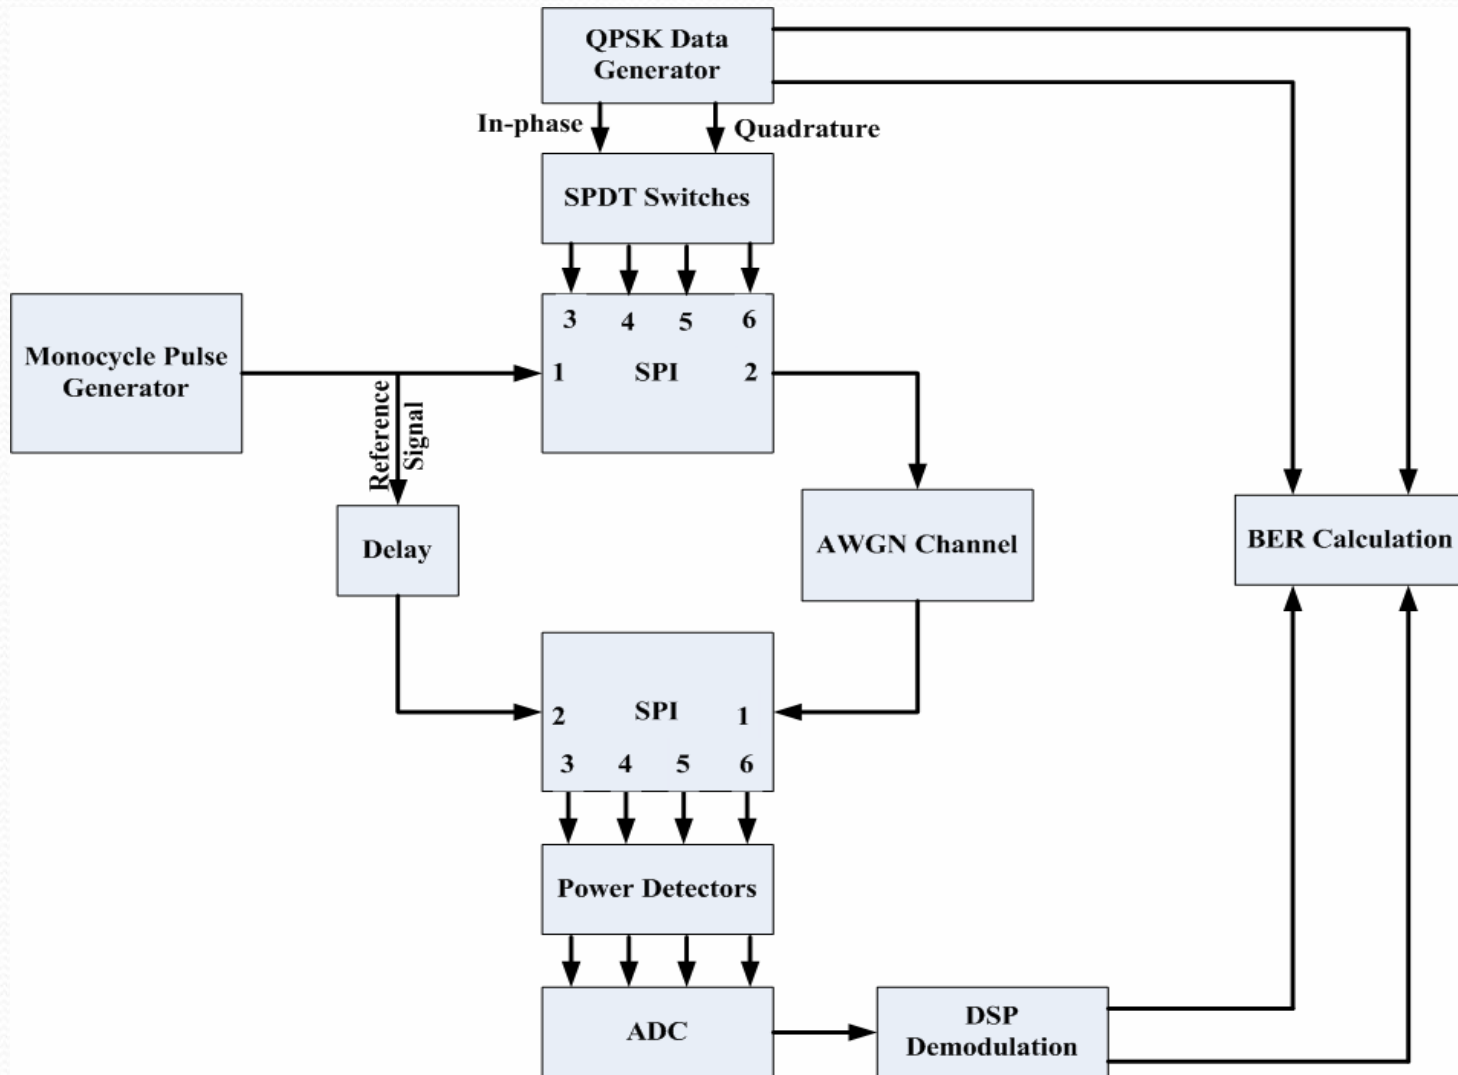 QPSK Data
Generator
In-phase
Quadrature
SPDT Switches
3 4 5 6
1 SPI 2
Monocycle Pulse
Generator
Reference
Signal
Delay
AWGN Channel
BER Calculation
2 SPI 1
3 4 5 6
Power Detectors
ADC
DSP
Demodulation